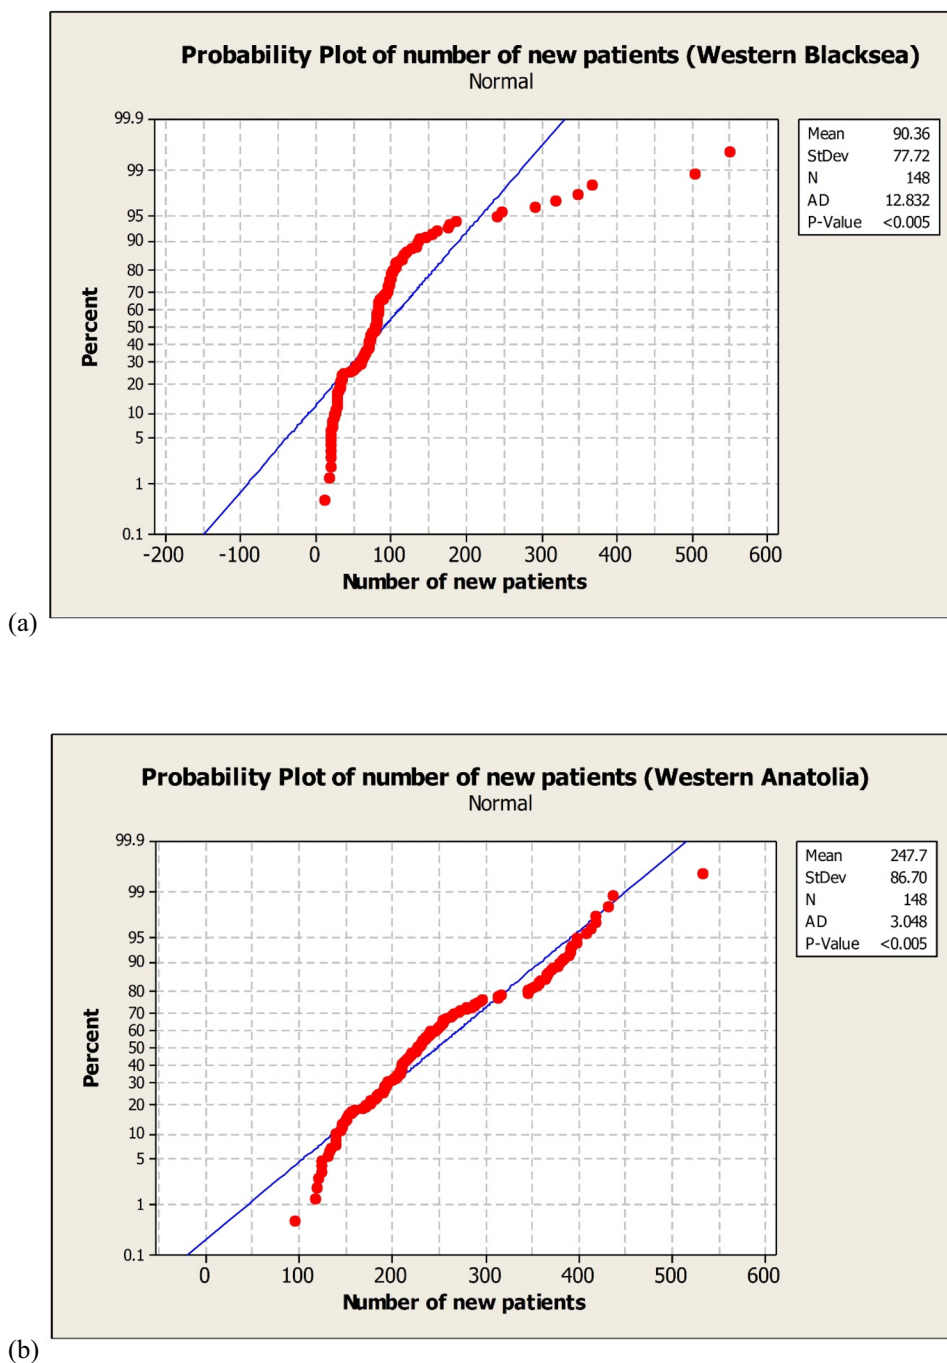 Probability Plot of number of new patients (Western Blacksea)
Normal
99.9
99
95
90
80
70
60
50
40
30
20
10
5
1
0.1
Percent
-200 -100 0 100 200 300 400 500 600
Number of new patients
Mean 90.36
StDev 77.72
N 148
AD 12.832
P-Value <0.005
(a)
Probability Plot of number of new patients (Western Anatolia)
Normal
99.9
99
95
90
80
70
60
50
40
30
20
10
5
1
0.1
Percent
0 100 200 300 400 500 600
Number of new patients
Mean 247.7
StDev 86.70
N 148
AD 3.048
P-Value <0.005
(b)